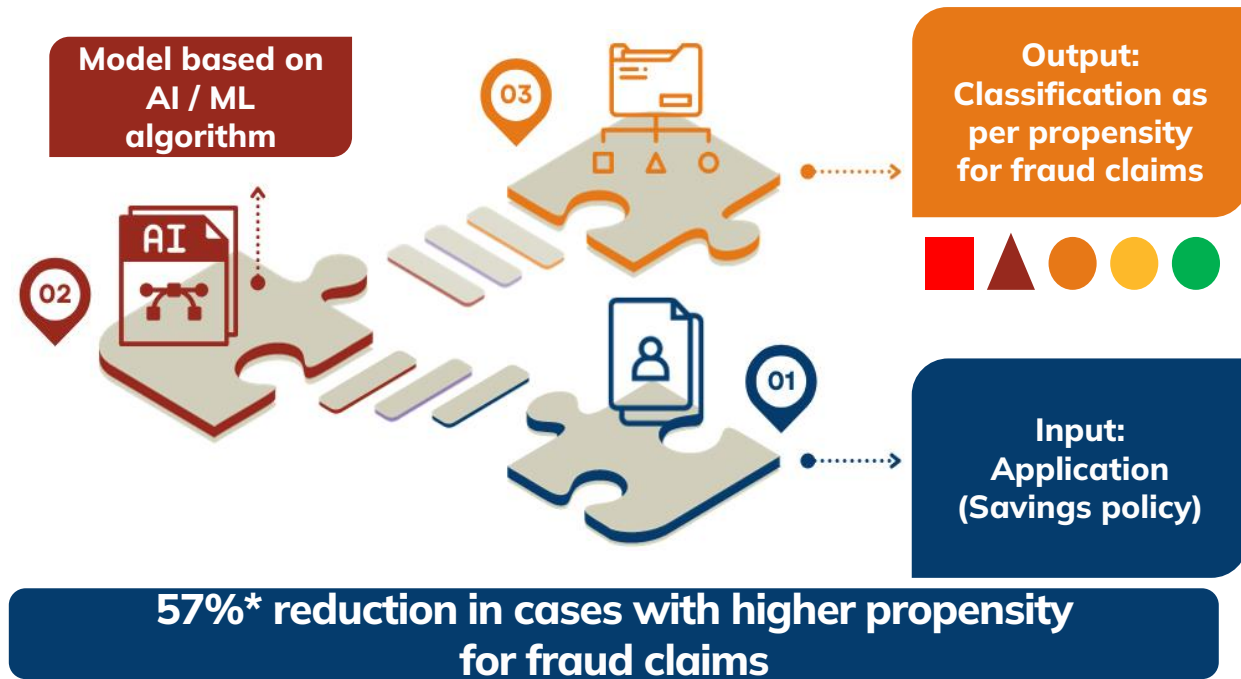 Model based on
AI / ML
algorithm
03
Output:
Classification as
per propensity
for fraud claims
AI
02
01
Input:
Application
(Savings policy)
57%* reduction in cases with higher propensity
for fraud claims